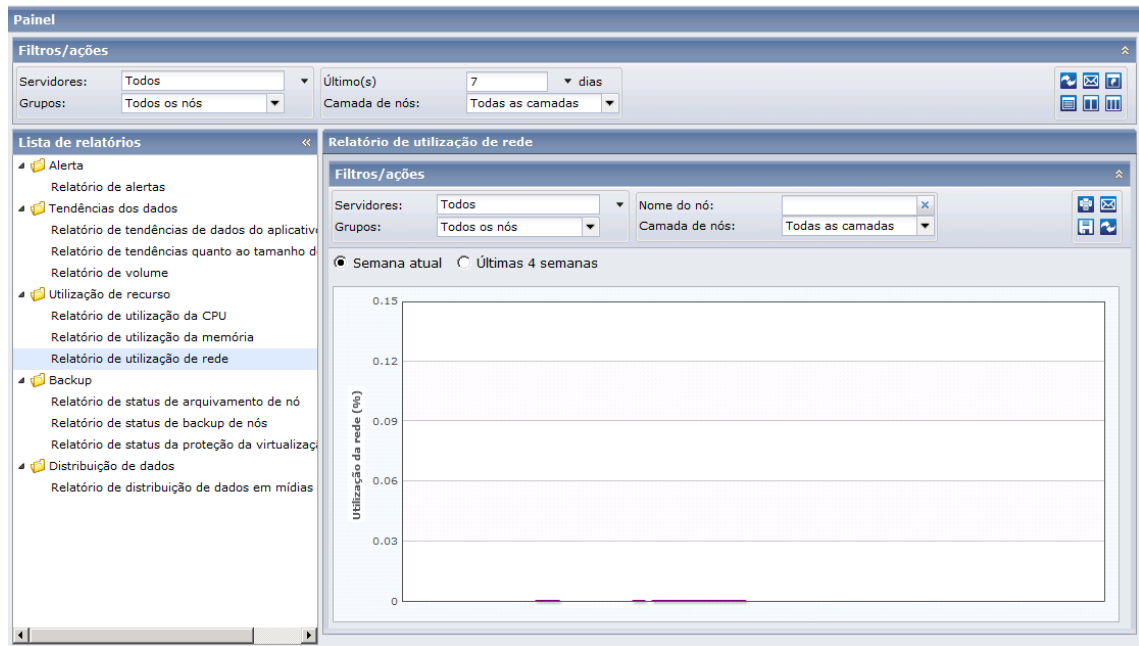 Painel
Filtros/ações
Servidores: Todos Último(s) 7 dias
Grupos: Todos os nós Camada de nós: Todas as camadas
Lista de relatórios
Alerta
Relatório de alertas
Tendências dos dados
Relatório de tendências de dados do aplicativ
Relatório de tendências quanto ao tamanho d
Relatório de volume
Utilização de recurso
Relatório de utilização da CPU
Relatório de utilização da memória
Relatório de utilização de rede
Backup
Relatório de status de arquivamento de nó
Relatório de status de backup de nós
Relatório de status da proteção da virtualizaç
Distribuição de dados
Relatório de distribuição de dados em mídias
Relatório de utilização de rede
Filtros/ações
Servidores: Todos Nome do nó:
Grupos: Todos os nós Camada de nós: Todas as camadas
Semana atual Últimas 4 semanas
Utilização da rede (%)
0.15
0.12
0.09
0.06
0.03
0